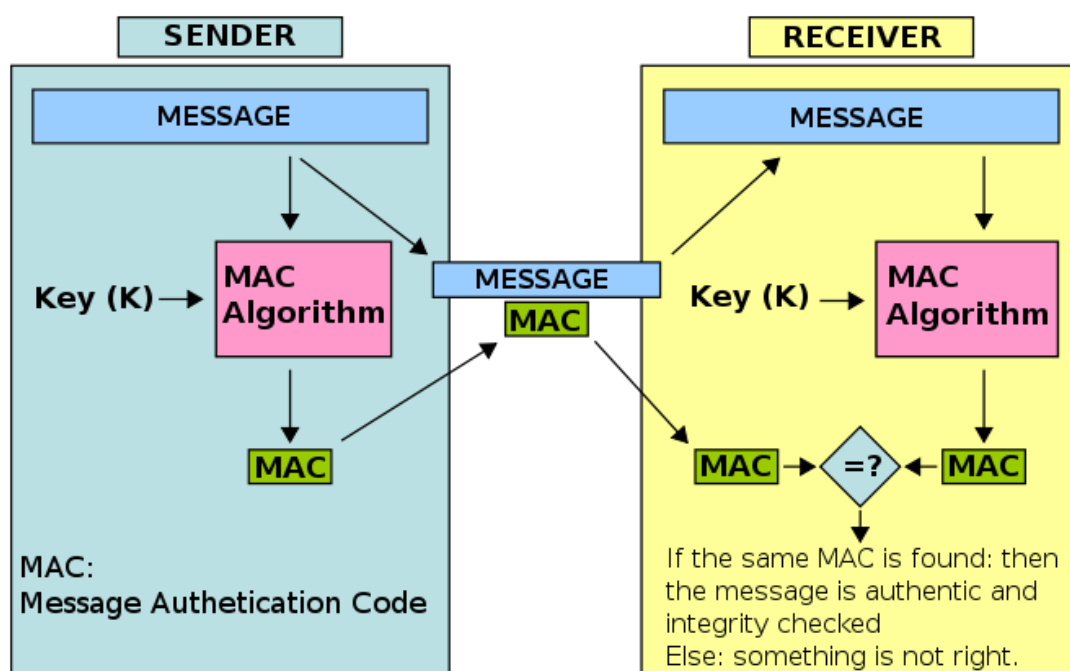 SENDER
MESSAGE
Key (K)
MAC
Algorithm
MAC
MAC:
Message Authetication Code
MESSAGE
MAC
RECEIVER
MESSAGE
Key (K)
MAC
Algorithm
MAC
=?
MAC
If the same MAC is found: then
the message is authentic and
integrity checked
Else: something is not right.